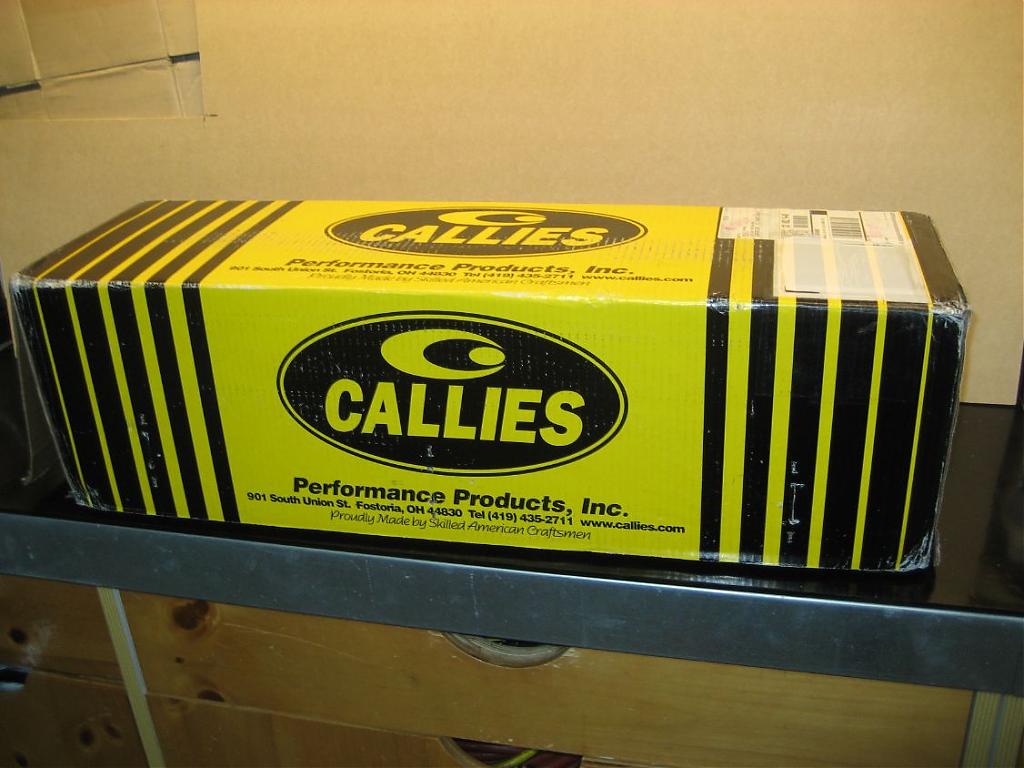 CALLIES
Performance Products, Inc.
901 South Union St. Fostoria, OH 44830 Tel (419) 435-2711 www.callies.com
Proudly Made by Skilled American Craftsmen
CALLIES
Performance Products, Inc.
901 South Union St. Fostoria, OH 44830 Tel (419) 435-2711 www.callies.com
Proudly Made by Skilled American Craftsmen